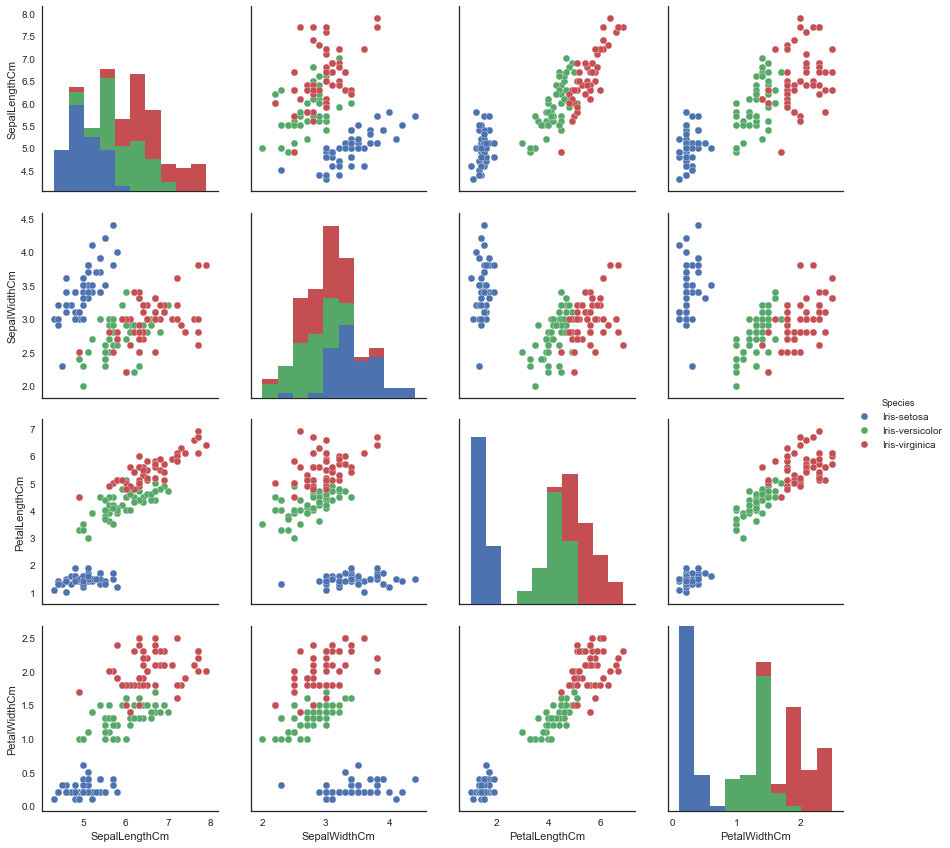 8.0
7.5
7.0
6.5
6.0
5.5
5.0
4.5
SepalLengthCm
4.5
4.0
3.5
3.0
2.5
2.0
SepalWidthCm
Species
Iris-setosa
Iris-versicolor
Iris-virginica
7
6
5
4
3
2
1
PetalLengthCm
2.5
2.0
1.5
1.0
0.5
0.0
PetalWidthCm
5 6 7 8
SepalLengthCm
2 3 4
SepalWidthCm
2 4 6
PetalLengthCm
0 1 2
PetalWidthCm